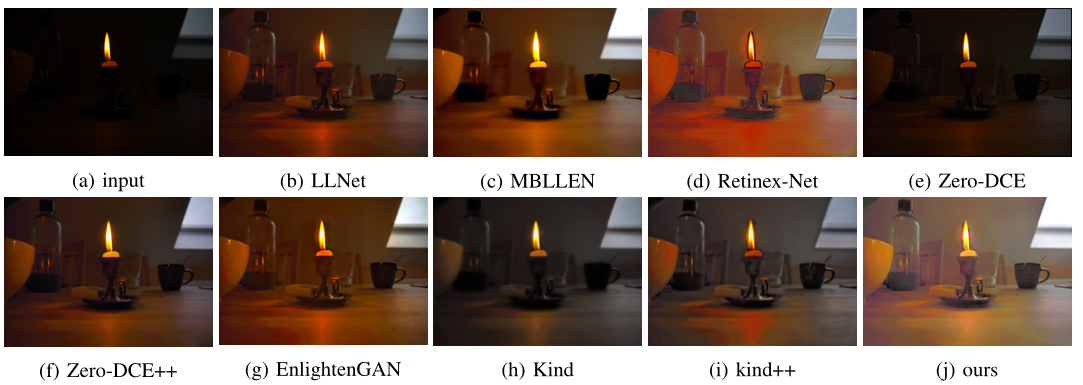 (a) input
(b) LLNet
(c) MBLLEN
(d) Retinex-Net
(e) Zero-DCE
(f) Zero-DCE++
(g) EnlightenGAN
(h) Kind
(i) kind++
(j) ours